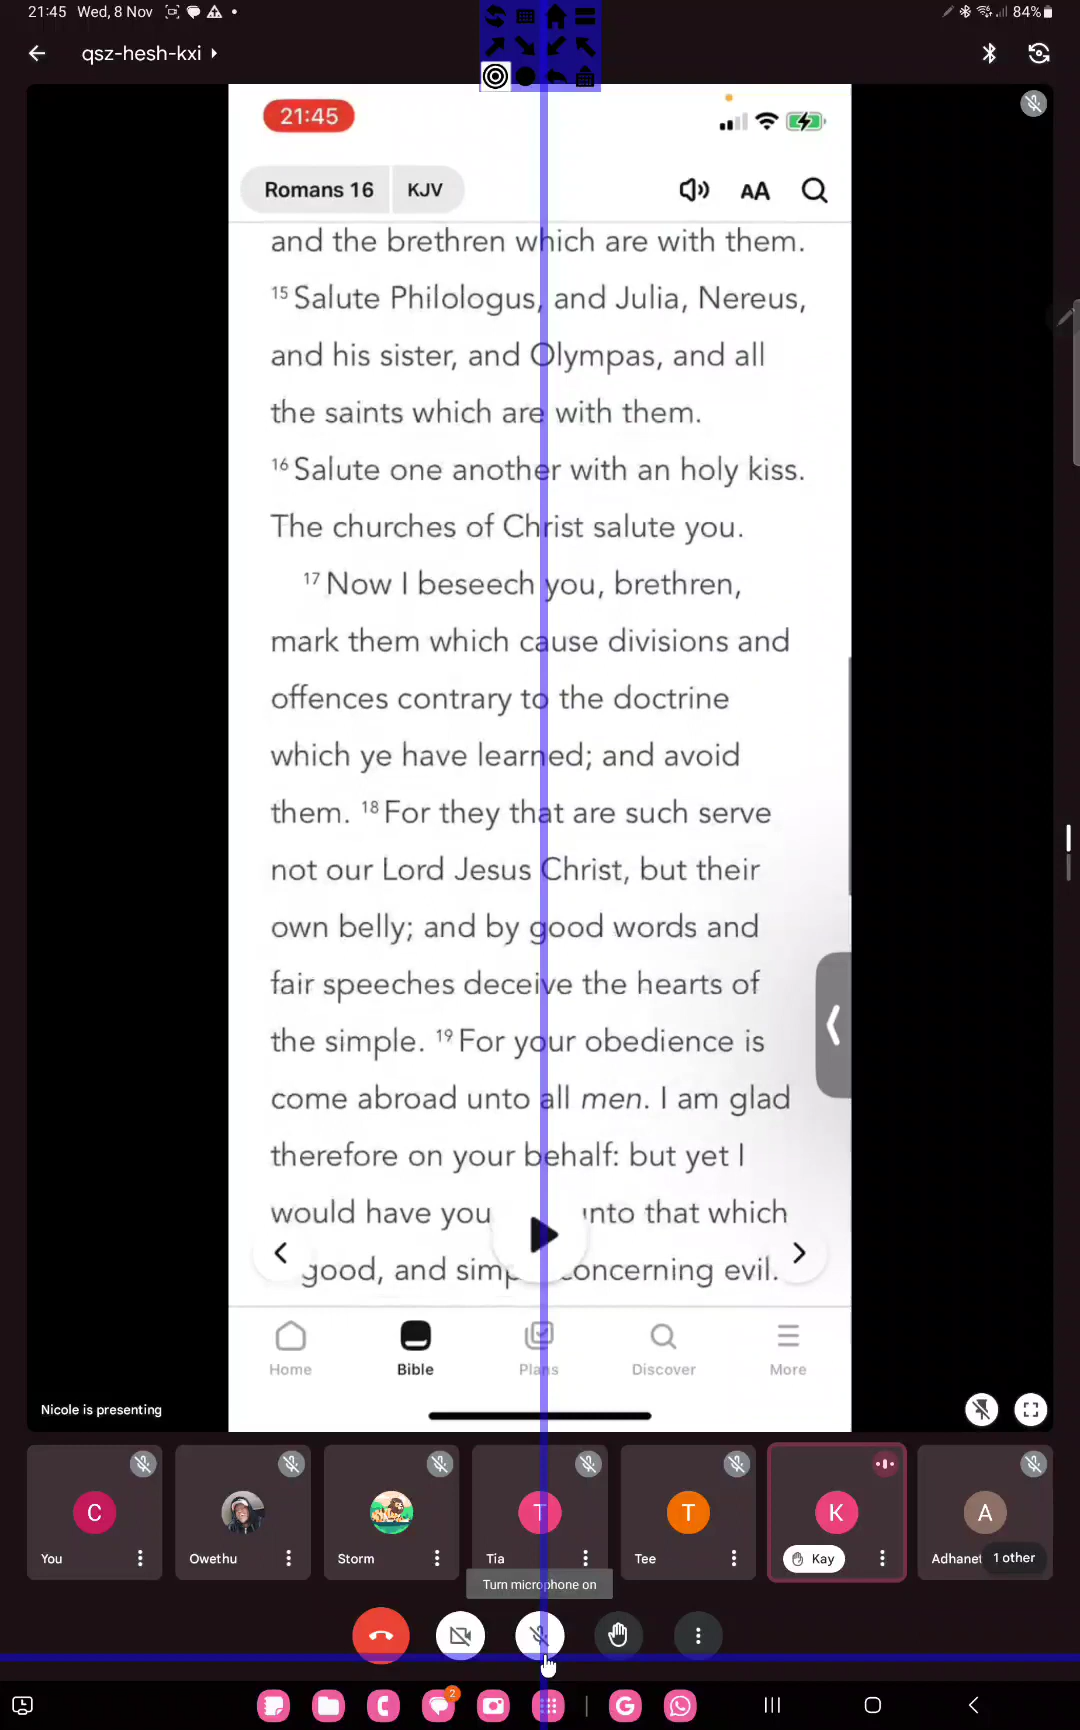 21:45 Wed, 8 Nov
84%
qsz-hesh-kxi
21:45
Romans 16 KJV
AA
and the brethren which are with them.
15 Salute Philologus, and Julia, Nereus,
and his sister, and Olympas, and all
the saints which are with them.
16 Salute one another with an holy kiss.
The churches of Christ salute you.
17 Now I beseech you, brethren,
mark them which cause divisions and
offences contrary to the doctrine
which ye have learned; and avoid
them. 18 For they that are such serve
not our Lord Jesus Christ, but their
own belly; and by good words and
fair speeches deceive the hearts of
the simple. 19 For your obedience is
come abroad unto all men. I am glad
therefore on your behalf: but yet I
would have you unto that which
good, and simp concerning evil.
Home Bible Plans Discover More
Nicole is presenting
C T T K A
You Owethu Storm Tia Tee Kay Adhanet 1 other
Turn microphone on
2
G